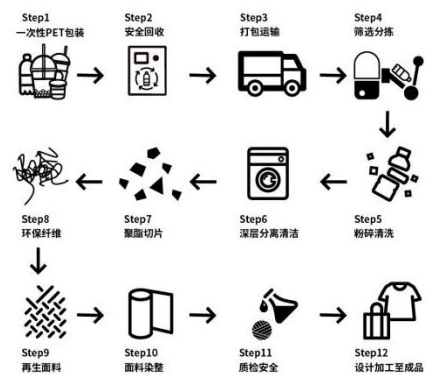 Step1
一次性PET包装
Step2
安全回收
Step3
打包运输
Step4
筛选分拣
Step5
粉碎清洗
Step6
深层分离清洁
Step7
聚酯切片
Step8
环保纤维
Step9
再生面料
Step10
面料染整
Step11
质检安全
Step12
设计加工至成品